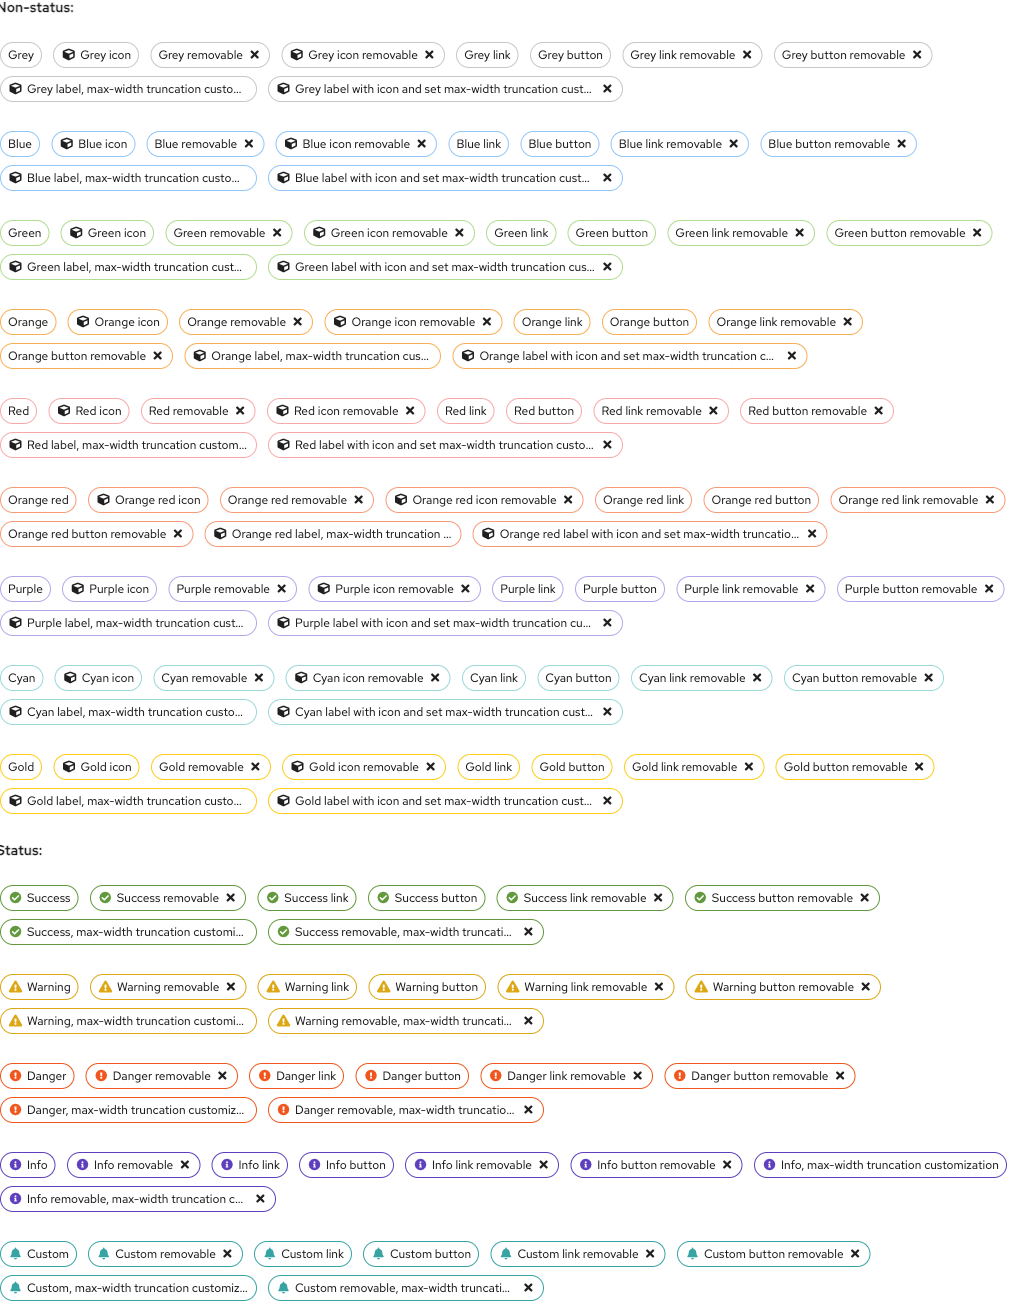 Non-status:
Grey Grey icon Grey removable Grey icon removable Grey link Grey button Grey link removable Grey button removable
Grey label, max-width truncation custo... Grey label with icon and set max-width truncation cust...
Blue Blue icon Blue removable Blue icon removable Blue link Blue button Blue link removable Blue button removable
Blue label, max-width truncation custo... Blue label with icon and set max-width truncation cust...
Green Green icon Green removable Green icon removable Green link Green button Green link removable Green button removable
Green label, max-width truncation cust... Green label with icon and set max-width truncation cus...
Orange Orange icon Orange removable Orange icon removable Orange link Orange button Orange link removable
Orange button removable Orange label, max-width truncation cus... Orange label with icon and set max-width truncation c...
Red Red icon Red removable Red icon removable Red link Red button Red link removable Red button removable
Red label, max-width truncation custom... Red label with icon and set max-width truncation custo...
Orange red Orange red icon Orange red removable Orange red icon removable Orange red link Orange red button Orange red link removable
Orange red button removable Orange red label, max-width truncation ... Orange red label with icon and set max-width truncatio...
Purple Purple icon Purple removable Purple icon removable Purple link Purple button Purple link removable Purple button removable
Purple label, max-width truncation cust... Purple label with icon and set max-width truncation cu...
Cyan Cyan icon Cyan removable Cyan icon removable Cyan link Cyan button Cyan link removable Cyan button removable
Cyan label, max-width truncation custo... Cyan label with icon and set max-width truncation cust...
Gold Gold icon Gold removable Gold icon removable Gold link Gold button Gold link removable Gold button removable
Gold label, max-width truncation custo... Gold label with icon and set max-width truncation cust...
Status:
Success Success removable Success link Success button Success link removable Success button removable
Success, max-width truncation customi... Success removable, max-width truncati...
Warning Warning removable Warning link Warning button Warning link removable Warning button removable
Warning, max-width truncation customi... Warning removable, max-width truncati...
Danger Danger removable Danger link Danger button Danger link removable Danger button removable
Danger, max-width truncation customiz... Danger removable, max-width truncatio...
Info Info removable Info link Info button Info link removable Info button removable Info, max-width truncation customization
Info removable, max-width truncation c...
Custom Custom removable Custom link Custom button Custom link removable Custom button removable
Custom, max-width truncation customiz... Custom removable, max-width truncati...